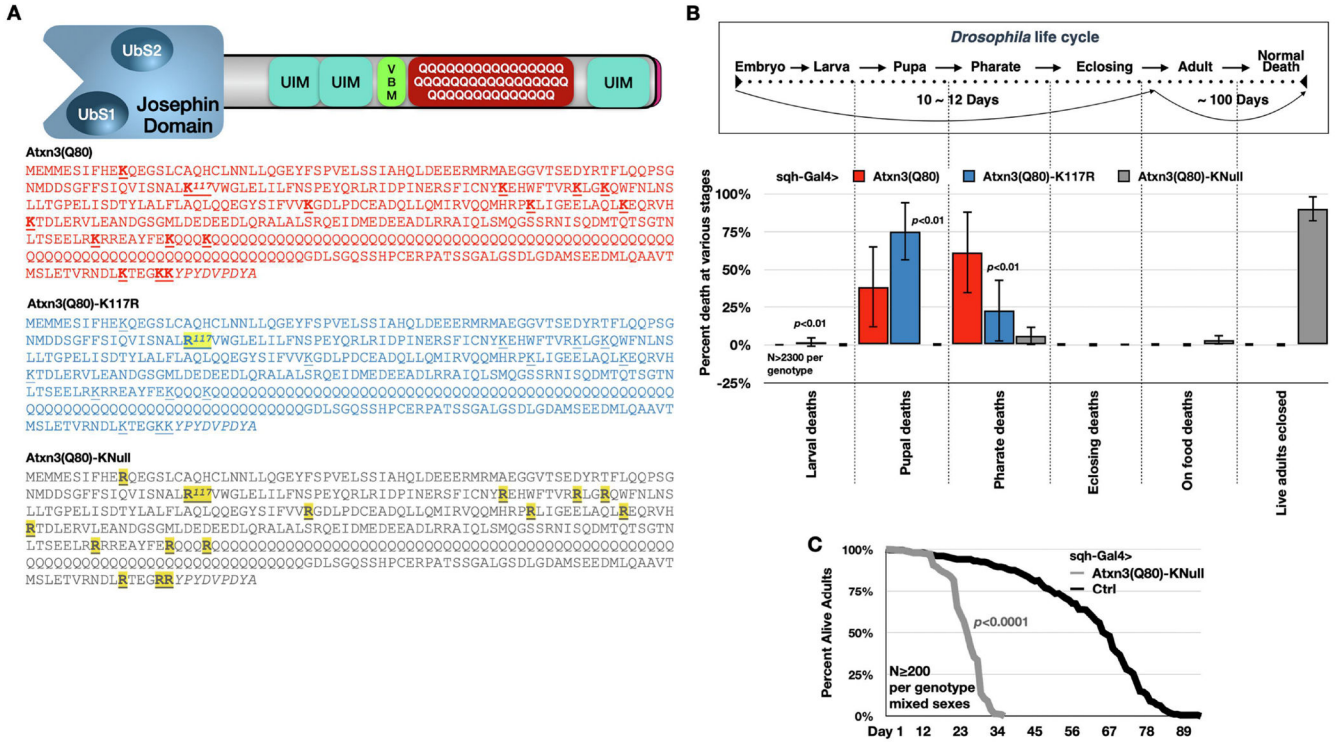 A
UbS2
UbS1
Josephin
Domain
UIM
UIM
V
B
M
QQQQQQQQQQQQQQQQ
QQQQQQQQQQQQQQQQQ
QQQQQQQQQQQQQQ
UIM
Atxn3(Q80)
MEMMESIFHEKQEGSLCAQHCLNNLLQGEYFSPVELSSIAHQLDEEERMRMAEGGVTSEDYRTFLQQPSG
NMDDSGFFSIQVISNALK117VWGLELILFNSPEYQRLRIDPINERSFICNYKEHWFTVRKLGKQWFNLNS
LLTGPELISDTYLALFLAQLQQEGYSIFVVKGDLPDCEADQLLQMIRVQQMHRPKLIGEELAQLKEQRVH
KTDLERVLEANDGSGMLDEDEEDLQRALALSRQEIDMEDEEADLRRAIQLSMQGSSRNISQDMTQTSGTN
LTSEELRKRREAYFEKQQQKQQQQQQQQQQQQQQQQQQQQQQQQQQQQQQQQQQQQQQQQQQQQQQQQQQ
QQQQQQQQQQQQQQQQQQQQQQQQQQQQQQGDLSGQSSHPCERPATSSGALGSDLGDAMSEEDMLQAAVT
MSLETVRNDLKTEGKKYPYDVPDYA
Atxn3(Q80)-K117R
MEMMESIFHEKQEGSLCAQHCLNNLLQGEYFSPVELSSIAHQLDEEERMRMAEGGVTSEDYRTFLQQPSG
NMDDSGFFSIQVISNALR117VWGLELILFNSPEYQRLRIDPINERSFICNYKEHWFTVRKLGKQWFNLNS
LLTGPELISDTYLALFLAQLQQEGYSIFVVKGDLPDCEADQLLQMIRVQQMHRPKLIGEELAQLKEQRVH
KTDLERVLEANDGSGMLDEDEEDLQRALALSRQEIDMEDEEADLRRAIQLSMQGSSRNISQDMTQTSGTN
LTSEELRKRREAYFEKQQQKQQQQQQQQQQQQQQQQQQQQQQQQQQQQQQQQQQQQQQQQQQQQQQQQQQ
QQQQQQQQQQQQQQQQQQQQQQQQQQQQQQGDLSGQSSHPCERPATSSGALGSDLGDAMSEEDMLQAAVT
MSLETVRNDLKTEGKKYPYDVPDYA
Atxn3(Q80)-KNull
MEMMESIFHERQEGSLCAQHCLNNLLQGEYFSPVELSSIAHQLDEEERMRMAEGGVTSEDYRTFLQQPSG
NMDDSGFFSIQVISNALR117VWGLELILFNSPEYQRLRIDPINERSFICNYREHWFTVRRLGRQWFNLNS
LLTGPELISDTYLALFLAQLQQEGYSIFVVRGDLPDCEADQLLQMIRVQQMHRPRLIGEELAQLREQRVH
RTDLERVLEANDGSGMLDEDEEDLQRALALSRQEIDMEDEEADLRRAIQLSMQGSSRNISQDMTQTSGTN
LTSEELRRRREAYFERQQQRQQQQQQQQQQQQQQQQQQQQQQQQQQQQQQQQQQQQQQQQQQQQQQQQQQ
QQQQQQQQQQQQQQQQQQQQQQQQQQQQQQGDLSGQSSHPCERPATSSGALGSDLGDAMSEEDMLQAAVT
MSLETVRNDLRTEGRRYPYDVPDYA
B
Drosophila life cycle
Embryo Larva Pupa Pharate Eclosing Adult Normal Death
10 ~ 12 Days
~ 100 Days
sqh-Gal4> Atxn3(Q80) Atxn3(Q80)-K117R Atxn3(Q80)-KNull
Percent death at various stages
100%
75%
50%
25%
0%
-25%
p<0.01
p<0.01
p<0.01
N>2300 per
genotype
Larval deaths
Pupal deaths
Pharate deaths
Eclosing deaths
On food deaths
Live adults eclosed
C
Percent Alive Adults
100%
75%
50%
25%
0%
sqh-Gal4>
Atxn3(Q80)-KNull
Ctrl
p<0.0001
N≥200
per genotype
mixed sexes
Day 1 12 23 34 45 56 67 78 89